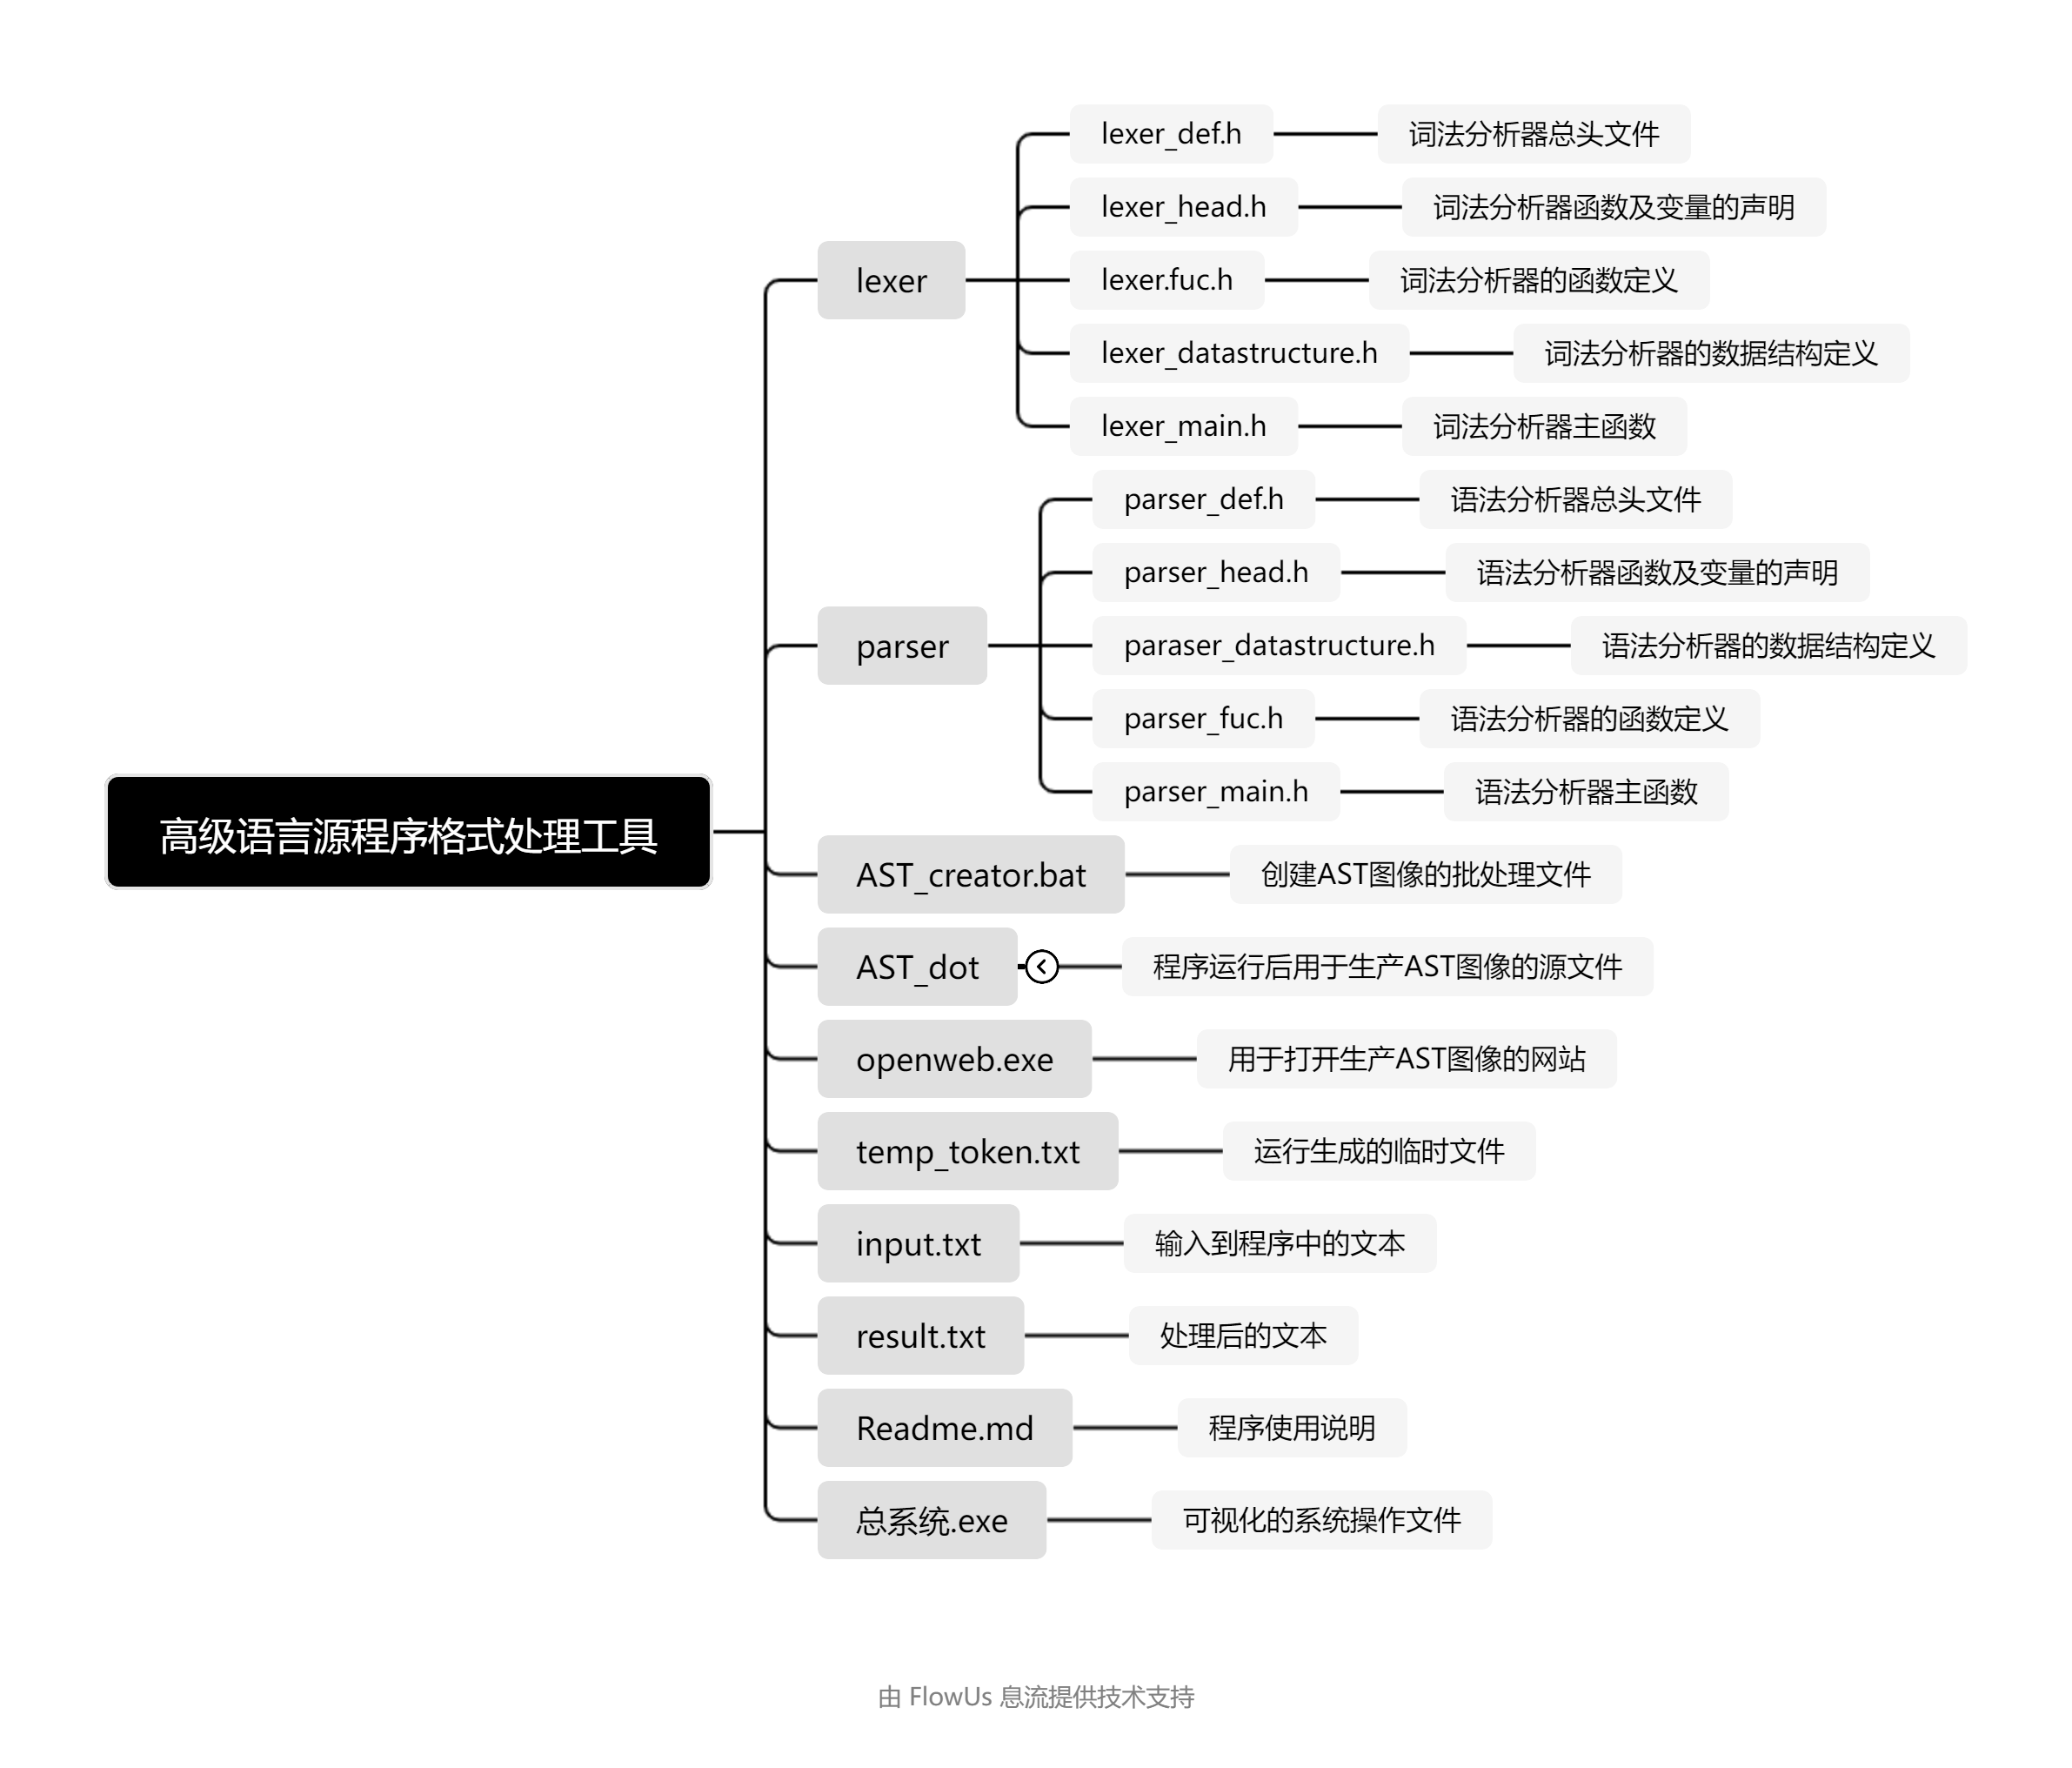 高级语言源程序格式处理工具
lexer
lexer_def.h
词法分析器总头文件
lexer_head.h
词法分析器函数及变量的声明
lexer.fuc.h
词法分析器的函数定义
lexer_datastructure.h
词法分析器的数据结构定义
lexer_main.h
词法分析器主函数
parser
parser_def.h
语法分析器总头文件
parser_head.h
语法分析器函数及变量的声明
paraser_datastructure.h
语法分析器的数据结构定义
parser_fuc.h
语法分析器的函数定义
parser_main.h
语法分析器主函数
AST_creator.bat
创建AST图像的批处理文件
AST_dot
程序运行后用于生产AST图像的源文件
openweb.exe
用于打开生产AST图像的网站
temp_token.txt
运行生成的临时文件
input.txt
输入到程序中的文本
result.txt
处理后的文本
Readme.md
程序使用说明
总系统.exe
可视化的系统操作文件
由 FlowUs 息流提供技术支持